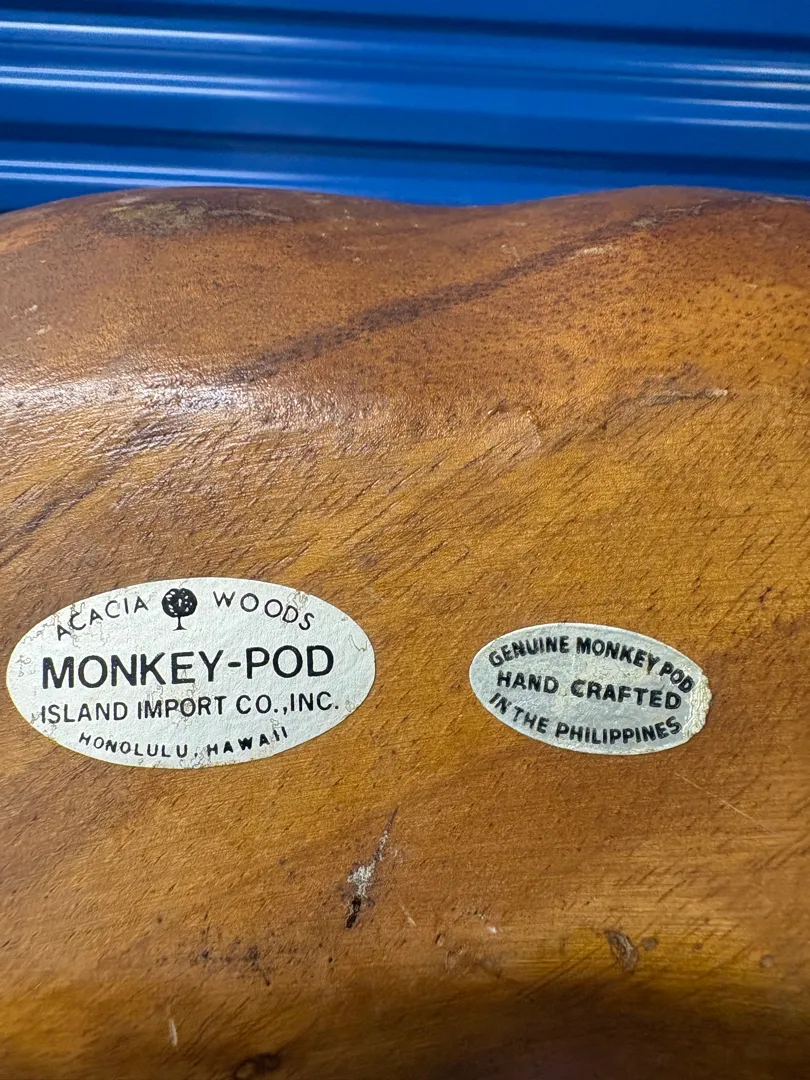 ACACIA WOODS
MONKEY-POD
ISLAND IMPORT CO.,INC.
HONOLULU, HAWAII
GENUINE MONKEY POD
HAND CRAFTED
IN THE PHILIPPINES